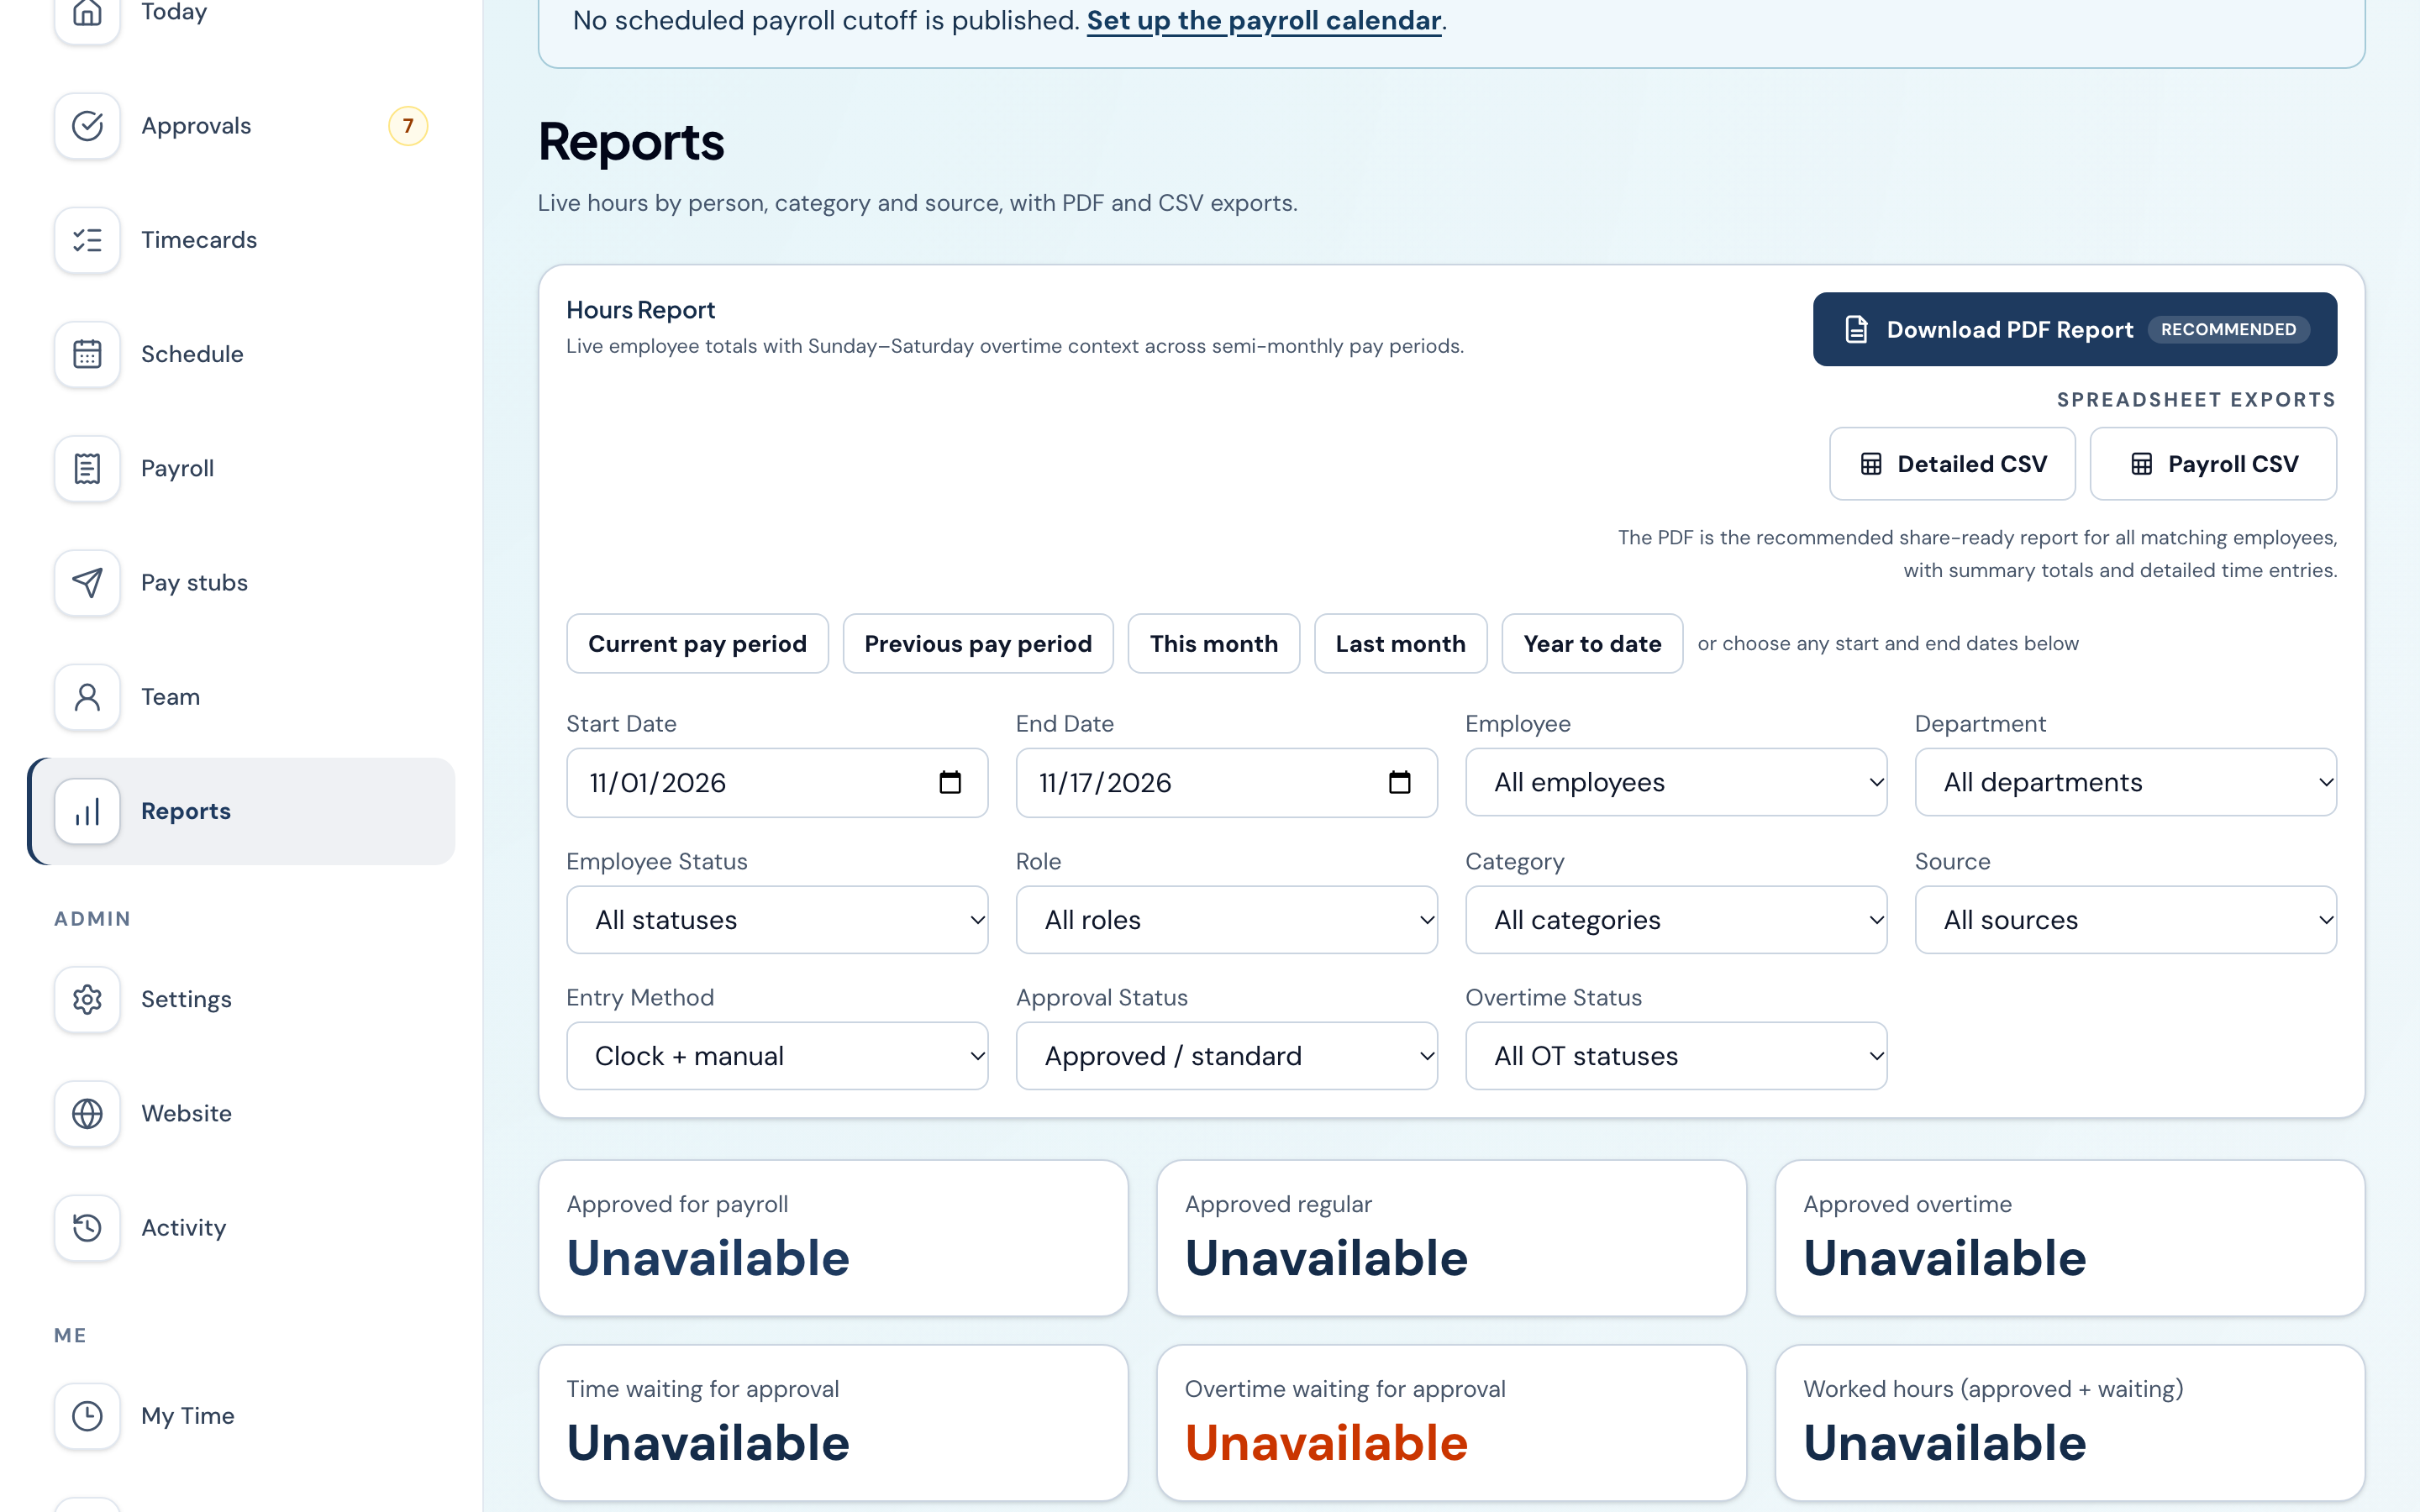 Today
Approvals
7
Timecards
Schedule
Payroll
Pay stubs
Team
Reports
ADMIN
Settings
Website
Activity
ME
My Time
No scheduled payroll cutoff is published. Set up the payroll calendar.
Reports
Live hours by person, category and source, with PDF and CSV exports.
Hours Report
Live employee totals with Sunday–Saturday overtime context across semi-monthly pay periods.
Download PDF Report RECOMMENDED
SPREADSHEET EXPORTS
Detailed CSV
Payroll CSV
The PDF is the recommended share-ready report for all matching employees,
with summary totals and detailed time entries.
Current pay period
Previous pay period
This month
Last month
Year to date
or choose any start and end dates below
Start Date
11/01/2026
End Date
11/17/2026
Employee
All employees
Department
All departments
Employee Status
All statuses
Role
All roles
Category
All categories
Source
All sources
Entry Method
Clock + manual
Approval Status
Approved / standard
Overtime Status
All OT statuses
Approved for payroll
Unavailable
Approved regular
Unavailable
Approved overtime
Unavailable
Time waiting for approval
Unavailable
Overtime waiting for approval
Unavailable
Worked hours (approved + waiting)
Unavailable